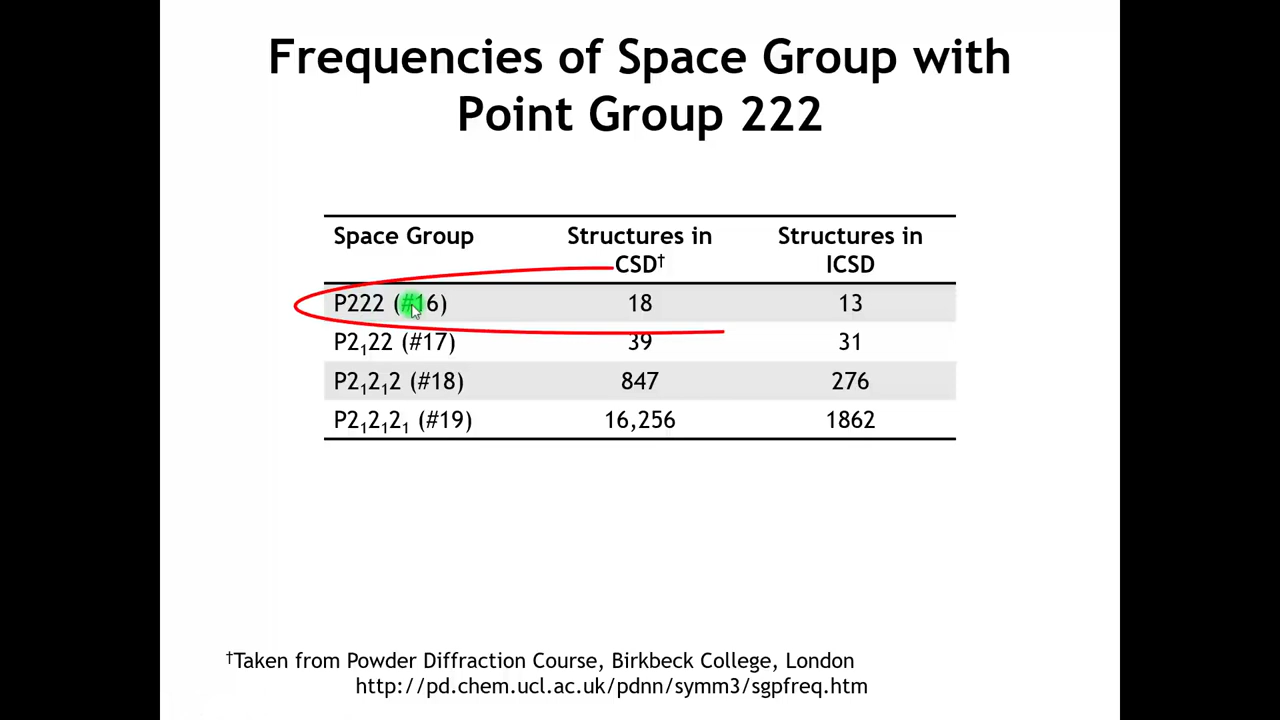 Frequencies of Space Group with
Point Group 222
Space Group Structures in CSD† Structures in ICSD
P222 (#16) 18 13
P2₁22 (#17) 39 31
P2₁2₁2 (#18) 847 276
P2₁2₁2₁ (#19) 16,256 1862
†Taken from Powder Diffraction Course, Birkbeck College, London
http://pd.chem.ucl.ac.uk/pdnn/symm3/sgpfreq.htm